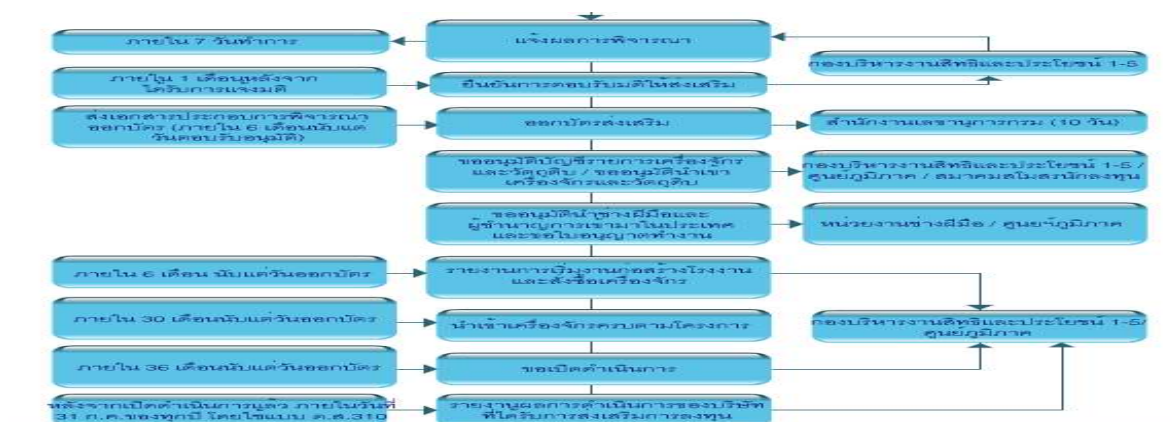 ภายใน 7 วันทำการ
แจ้งผลการพิจารณา
กองบริหารงานสิทธิและประโยชน์ 1-5
ภายใน 1 เดือนหลังจาก
ได้รับการแจ้งมติ
ยืนยันการตอบรับมติให้ส่งเสริม
ส่งเอกสารประกอบการพิจารณา
ออกบัตร (ภายใน 6 เดือนนับแต่
วันตอบรับอนุมัติ)
ออกบัตรส่งเสริม
สำนักงานเลขานุการกรม (10 วัน)
ขออนุมัติบัญชีรายการเครื่องจักร
และวัตถุดิบ / ขออนุมัตินำเข้า
เครื่องจักรและวัตถุดิบ
กองบริหารงานสิทธิและประโยชน์ 1-5 /
ศูนย์ภูมิภาค / สมาคมสโมสรนักลงทุน
ขออนุมัตินำช่างฝีมือและ
ผู้ชำนาญการเข้ามาในประเทศ
และขอใบอนุญาตทำงาน
หน่วยงานช่างฝีมือ / ศูนย์ฯภูมิภาค
ภายใน 6 เดือน นับแต่วันออกบัตร
รายงานการเริ่มงานก่อสร้างโรงงาน
และสั่งซื้อเครื่องจักร
ภายใน 30 เดือนนับแต่วันออกบัตร
นำเข้าเครื่องจักรครบตามโครงการ
กองบริหารงานสิทธิและประโยชน์ 1-5/
ศูนย์ภูมิภาค
ภายใน 36 เดือนนับแต่วันออกบัตร
ขอเปิดดำเนินการ
หลังจากเปิดดำเนินการแล้ว ภายในวันที่
31 ก.ค.ของทุกปี โดยใช้แบบ ต.ส.310
รายงานผลการดำเนินการของบริษัท
ที่ได้รับการส่งเสริมการลงทุน